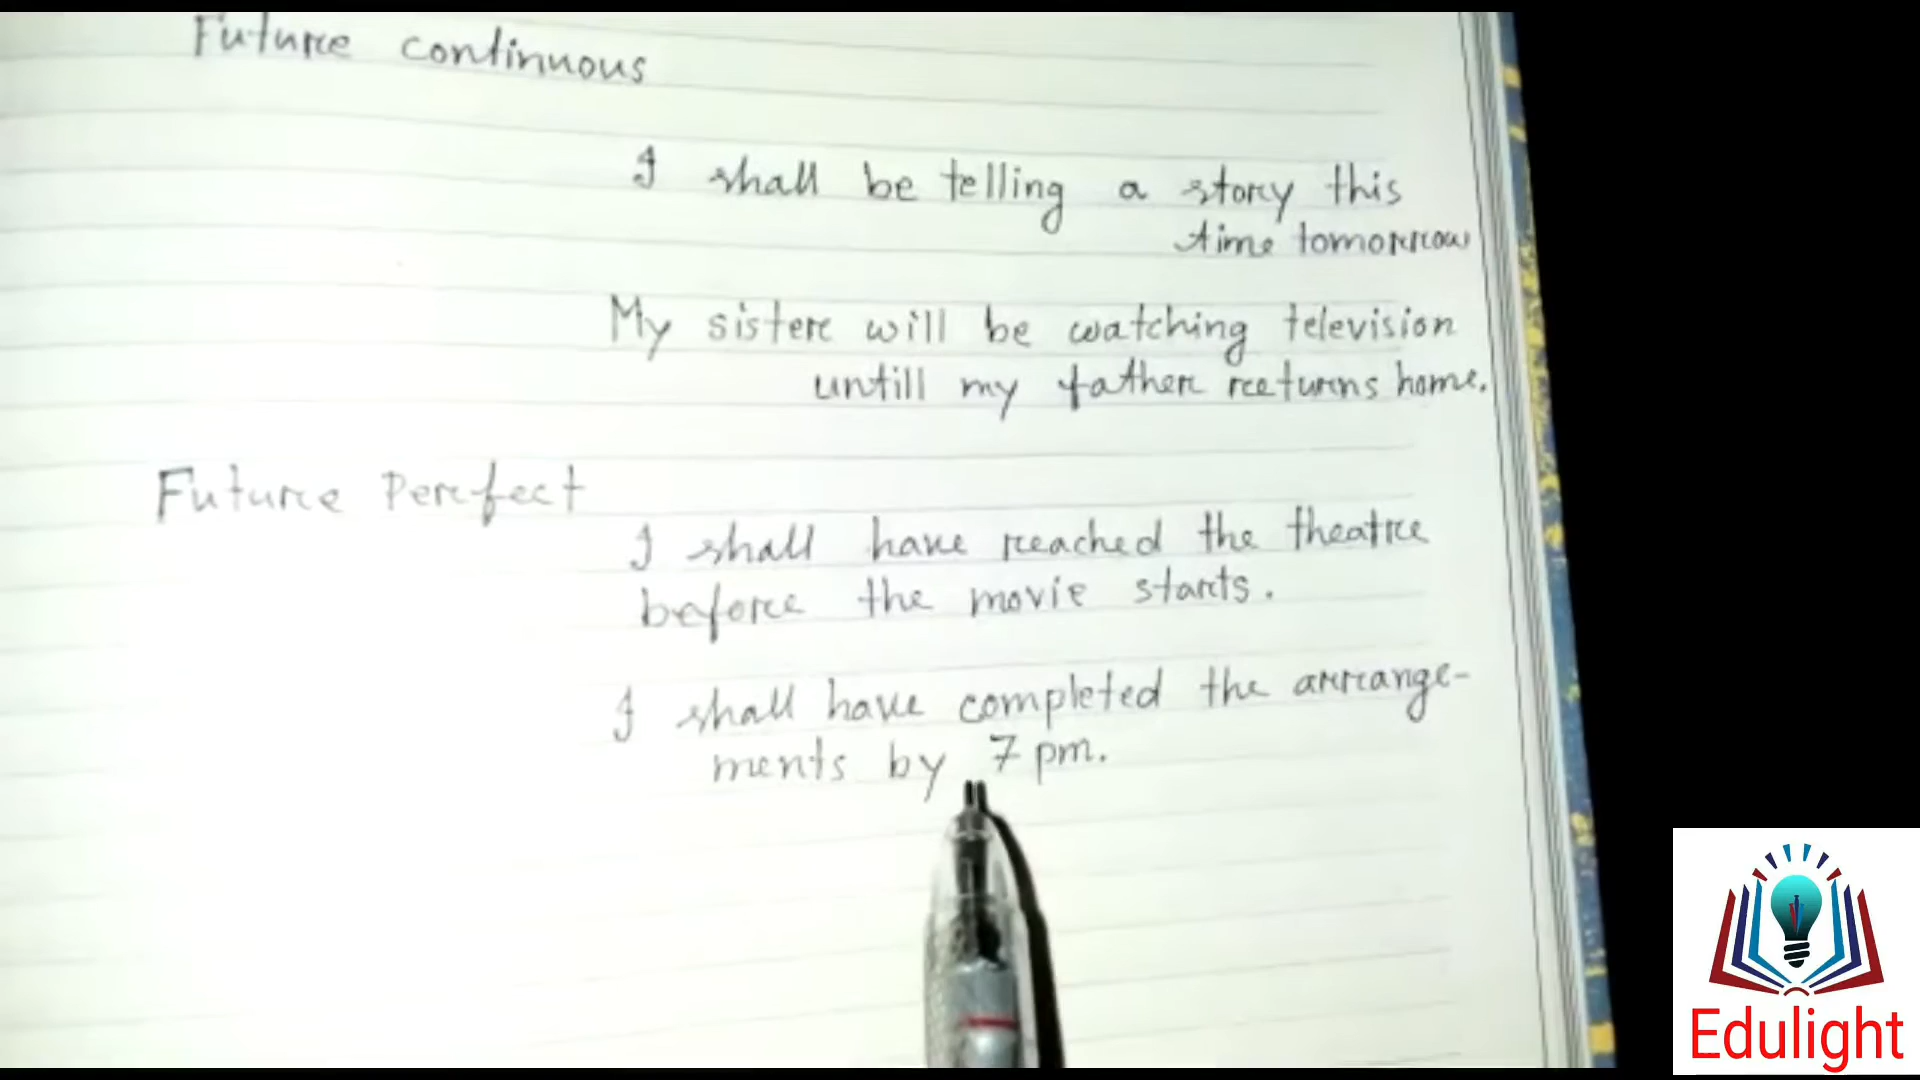 Future continuous
I shall be telling a story this
time tomorrow
My sister will be watching television
untill my father returns home.
Future Perfect
I shall have reached the theatre
before the movie starts.
I shall have completed the arrange-
ments by 7 pm.
Edulight